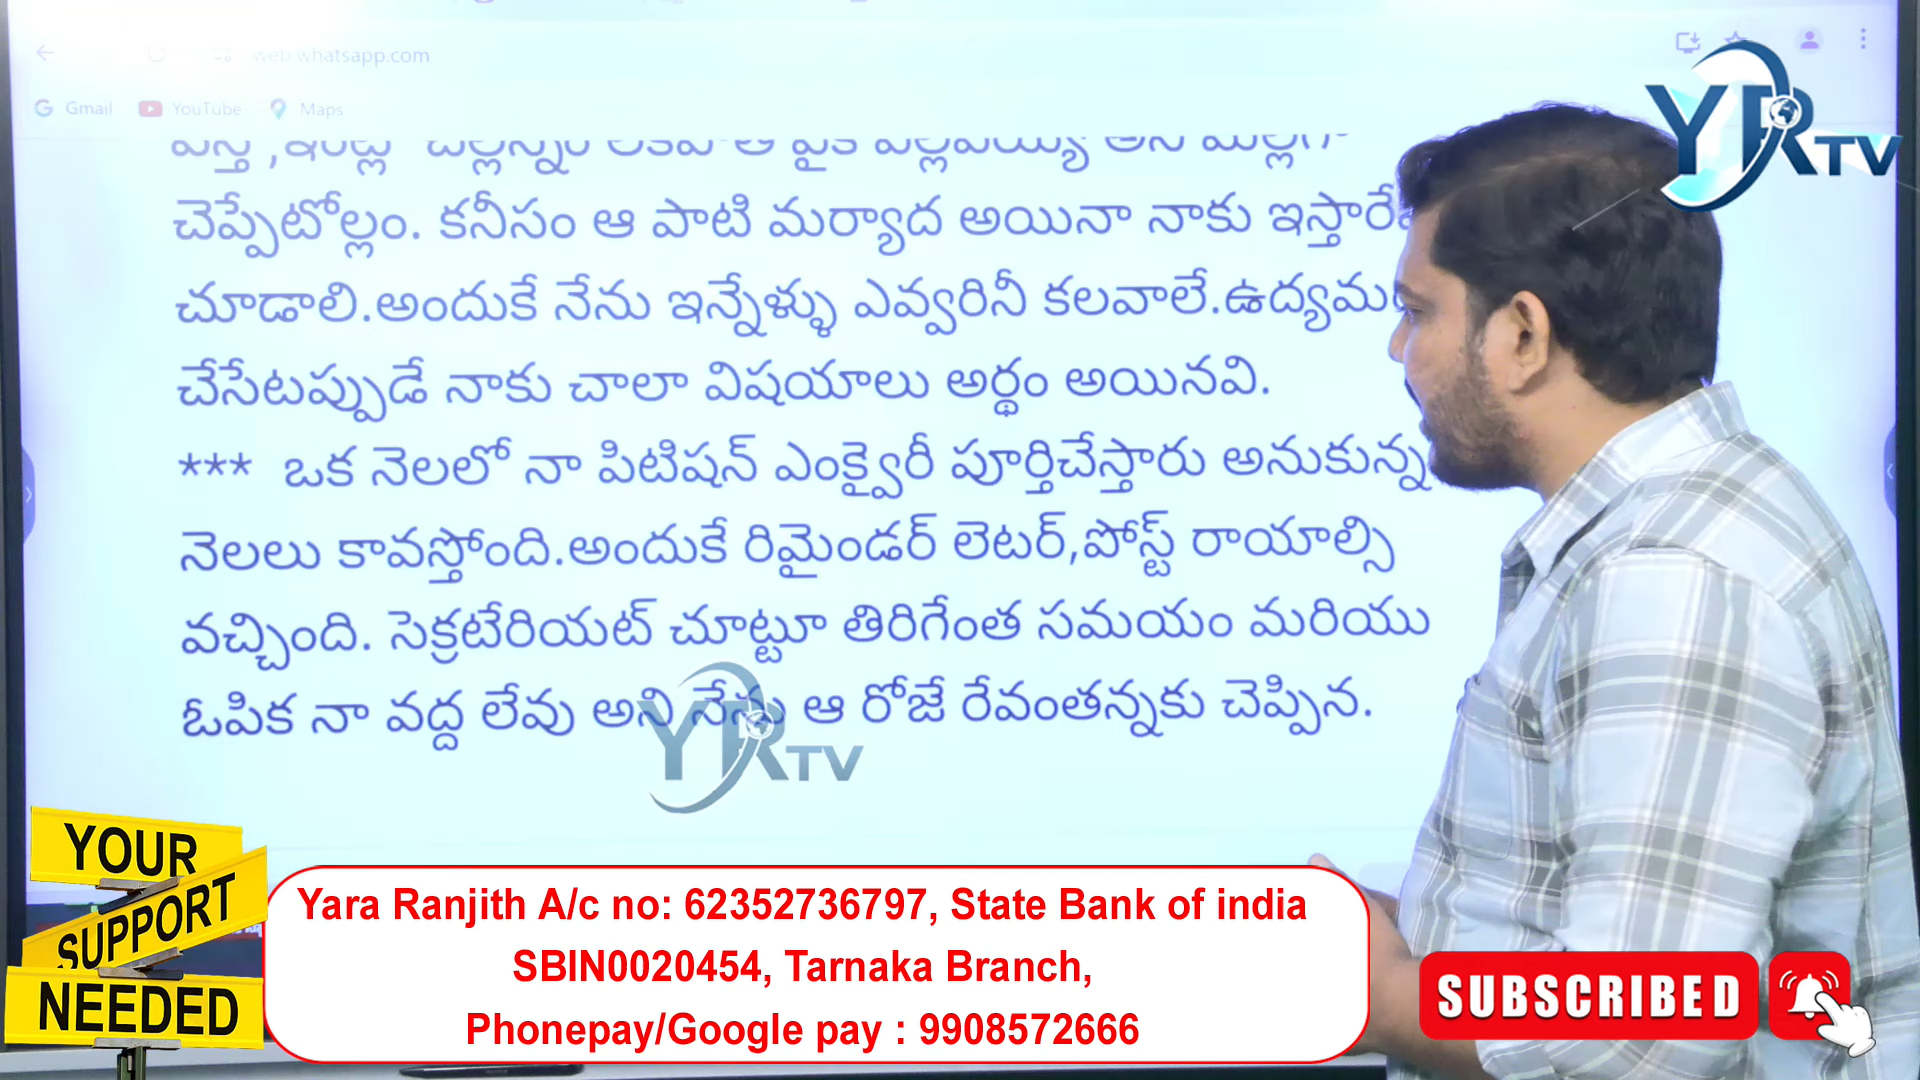 web.whatsapp.com
Gmail YouTube Maps
YRTV
చెప్పేటోల్లం. కనీసం ఆ పాటి మర్యాద అయినా నాకు
చూడాలి.అందుకే నేను ఇన్నేళ్ళు ఎవ్వరినీ కలవాలే.
చేసేటప్పుడే నాకు చాలా విషయాలు అర్థం అయినవి.
*** ఒక నెలలో నా పిటిషన్ ఎంక్వైరీ పూర్తిచేస్తారు అనుకున్న
నెలలు కావస్తోంది.అందుకే రిమైండర్ లెటర్,పోస్ట్ రాయాల్సి
వచ్చింది. సెక్రటేరియట్ చూట్టూ తిరిగేంత సమయం మరియు
ఓపిక నా వద్ద లేవు అని నేను ఆ రోజే రేవంతన్నకు చెప్పిన.
YRTV
YOUR
SUPPORT
NEEDED
Yara Ranjith A/c no: 62352736797, State Bank of india
SBIN0020454, Tarnaka Branch,
Phonepay/Google pay : 9908572666
SUBSCRIBED